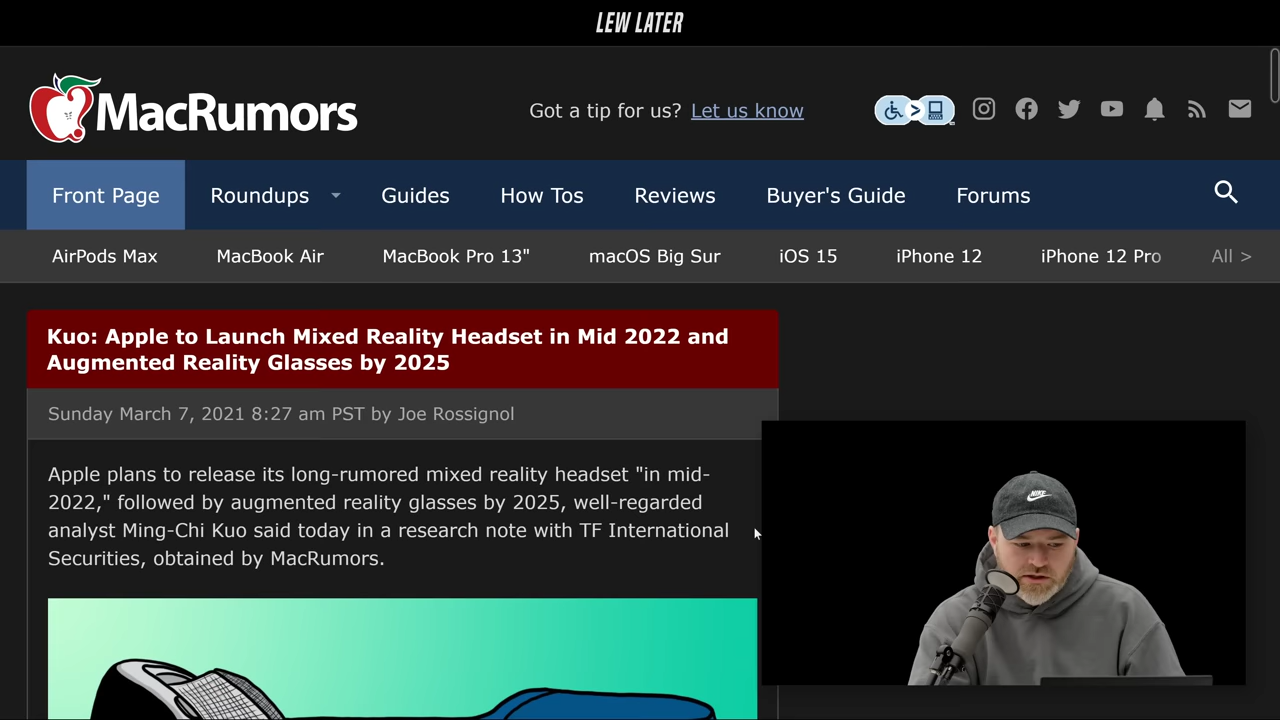 LEW LATER
MacRumors
Got a tip for us? Let us know
Front Page Roundups Guides How Tos Reviews Buyer's Guide Forums
AirPods Max MacBook Air MacBook Pro 13" macOS Big Sur iOS 15 iPhone 12 iPhone 12 Pro All >
Kuo: Apple to Launch Mixed Reality Headset in Mid 2022 and
Augmented Reality Glasses by 2025
Sunday March 7, 2021 8:27 am PST by Joe Rossignol
Apple plans to release its long-rumored mixed reality headset "in mid-
2022," followed by augmented reality glasses by 2025, well-regarded
analyst Ming-Chi Kuo said today in a research note with TF International
Securities, obtained by MacRumors.
NIKE